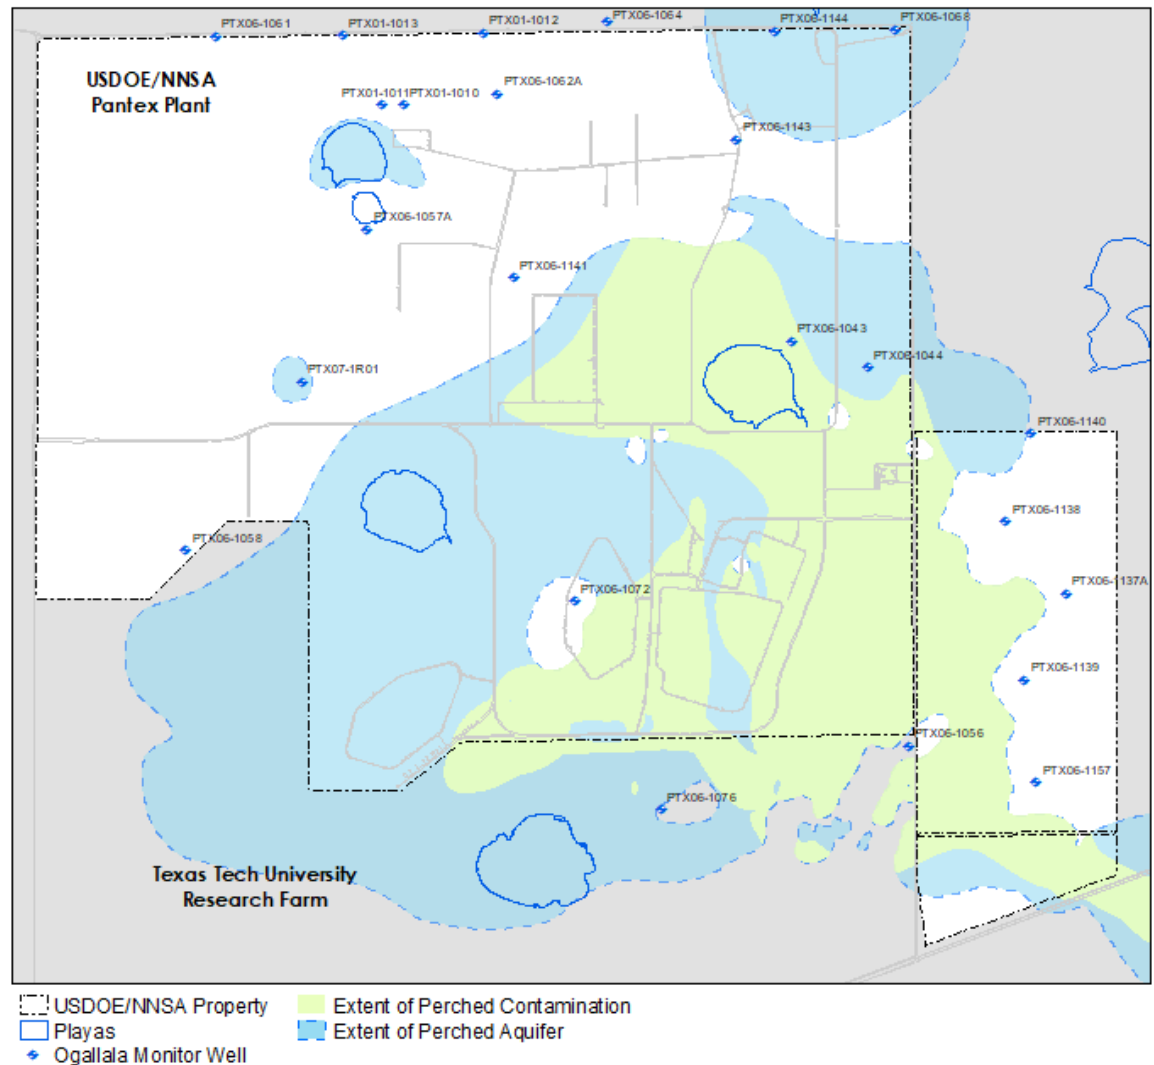 PTX06-1061
PTX01-1013
PTX01-1012
PTX06-1064
PTX06-1144
PTX06-1068
USDOE/NNSA
Pantex Plant
PTX06-1062A
PTX01-1011
PTX01-1010
PTX06-1143
PTX06-1057A
PTX06-1141
PTX06-1043
PTX06-1044
PTX07-1R01
PTX06-1140
PTX06-1138
PTX06-1058
PTX06-1072
PTX06-1137A
PTX06-1139
PTX06-1056
PTX06-1157
PTX06-1076
Texas Tech University
Research Farm
USDOE/NNSA Property
Extent of Perched Contamination
Playas
Extent of Perched Aquifer
Ogallala Monitor Well